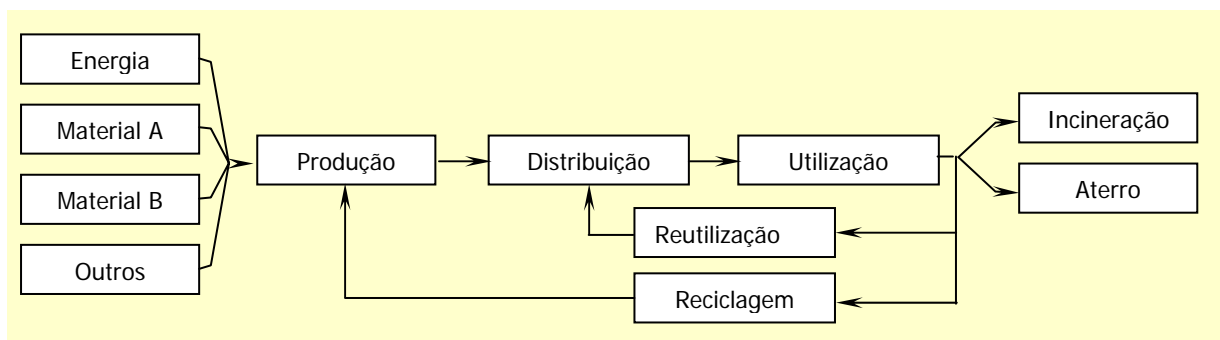 Energia
Material A
Material B
Outros
Produção
Distribuição
Utilização
Reutilização
Reciclagem
Incineração
Aterro